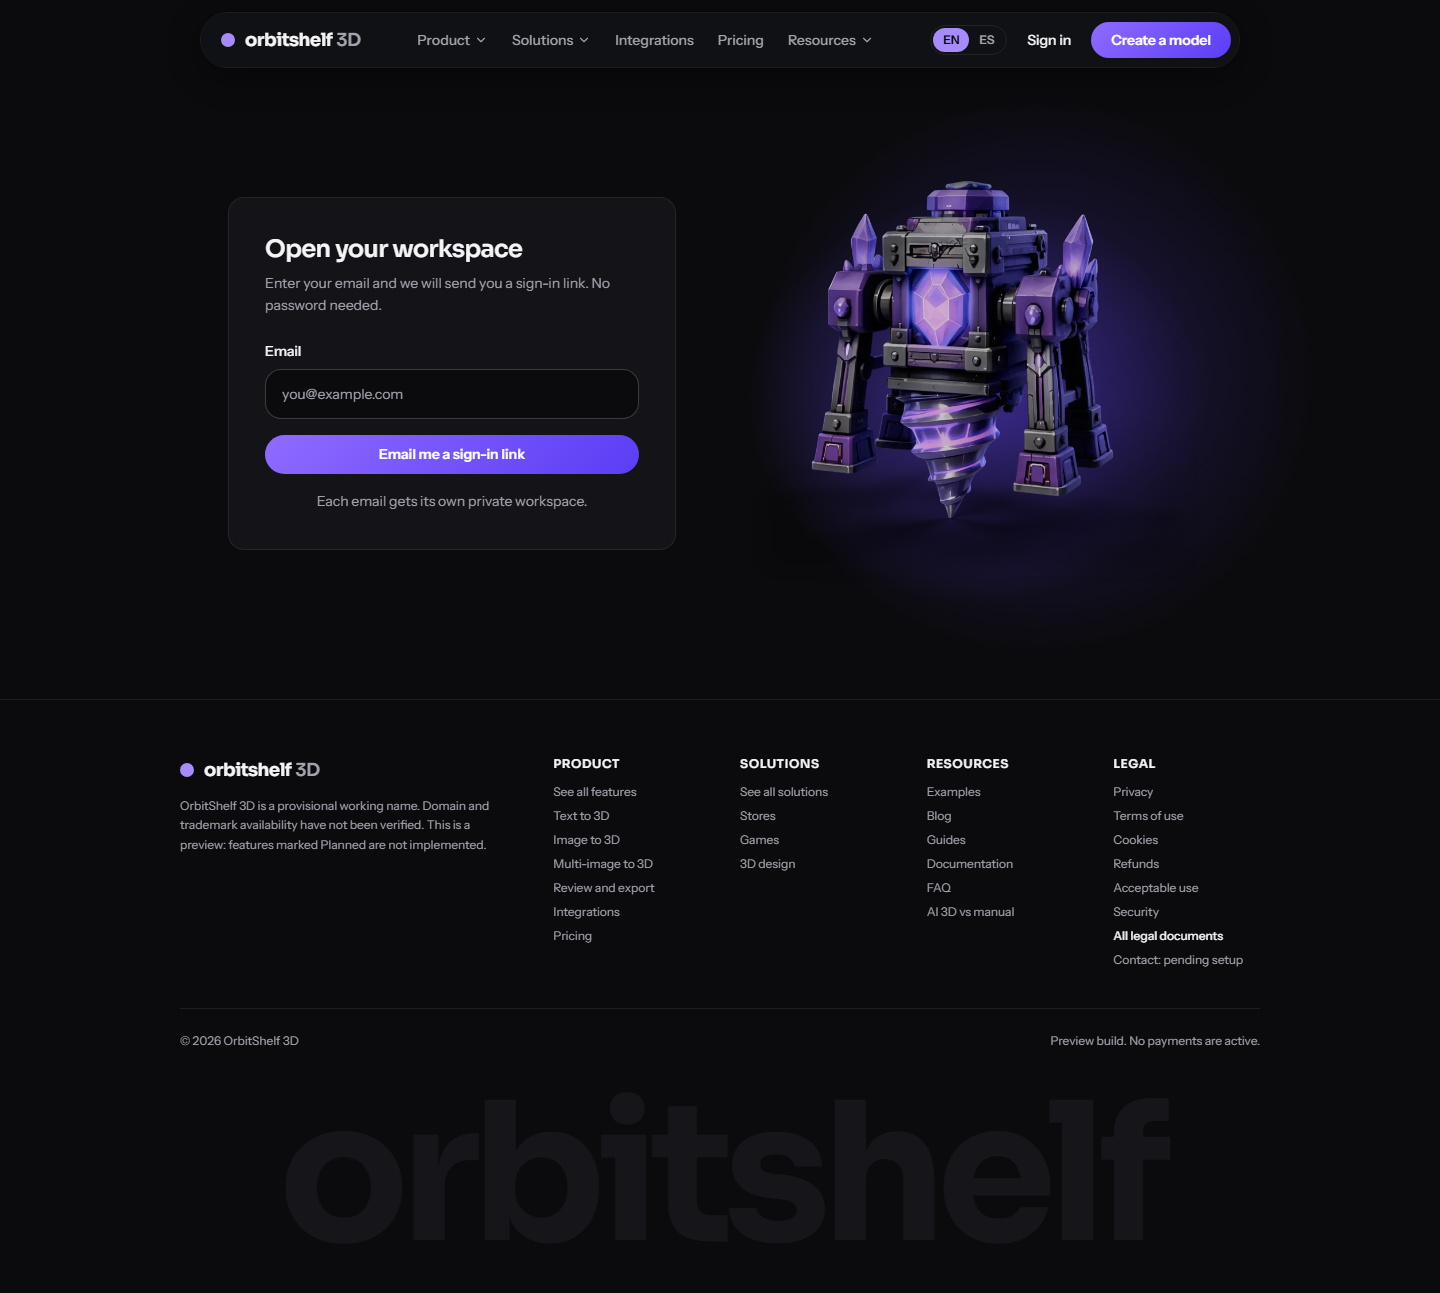 orbitshelf 3D
Product
Solutions
Integrations
Pricing
Resources
EN
ES
Sign in
Create a model
Open your workspace
Enter your email and we will send you a sign-in link. No
password needed.
Email
you@example.com
Email me a sign-in link
Each email gets its own private workspace.
orbitshelf 3D
OrbitShelf 3D is a provisional working name. Domain and
trademark availability have not been verified. This is a
preview: features marked Planned are not implemented.
PRODUCT
See all features
Text to 3D
Image to 3D
Multi-image to 3D
Review and export
Integrations
Pricing
SOLUTIONS
See all solutions
Stores
Games
3D design
RESOURCES
Examples
Blog
Guides
Documentation
FAQ
AI 3D vs manual
LEGAL
Privacy
Terms of use
Cookies
Refunds
Acceptable use
Security
All legal documents
Contact: pending setup
© 2026 OrbitShelf 3D
Preview build. No payments are active.
orbitshelf